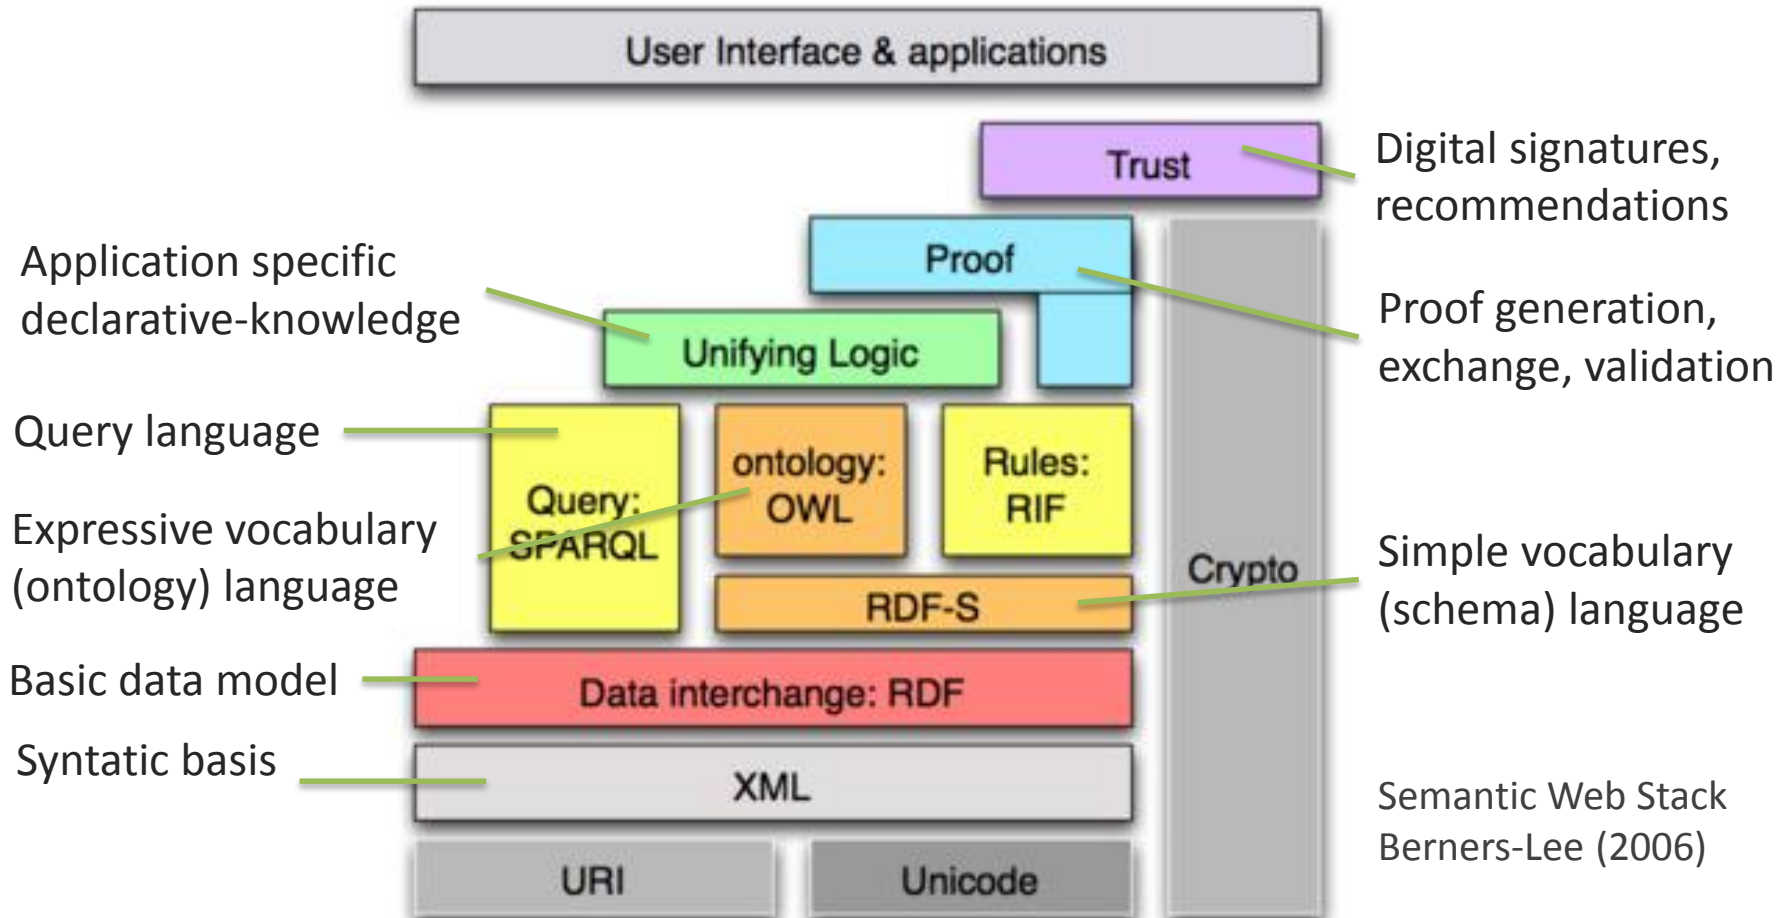 User Interface & applications
Trust
Digital signatures,
recommendations
Proof
Application specific
declarative-knowledge
Proof generation,
exchange, validation
Unifying Logic
Query language
Query:
SPARQL
ontology:
OWL
Rules:
RIF
Expressive vocabulary
(ontology) language
Crypto
Simple vocabulary
(schema) language
RDF-S
Basic data model
Data interchange: RDF
Syntatic basis
XML
Semantic Web Stack
Berners-Lee (2006)
URI
Unicode